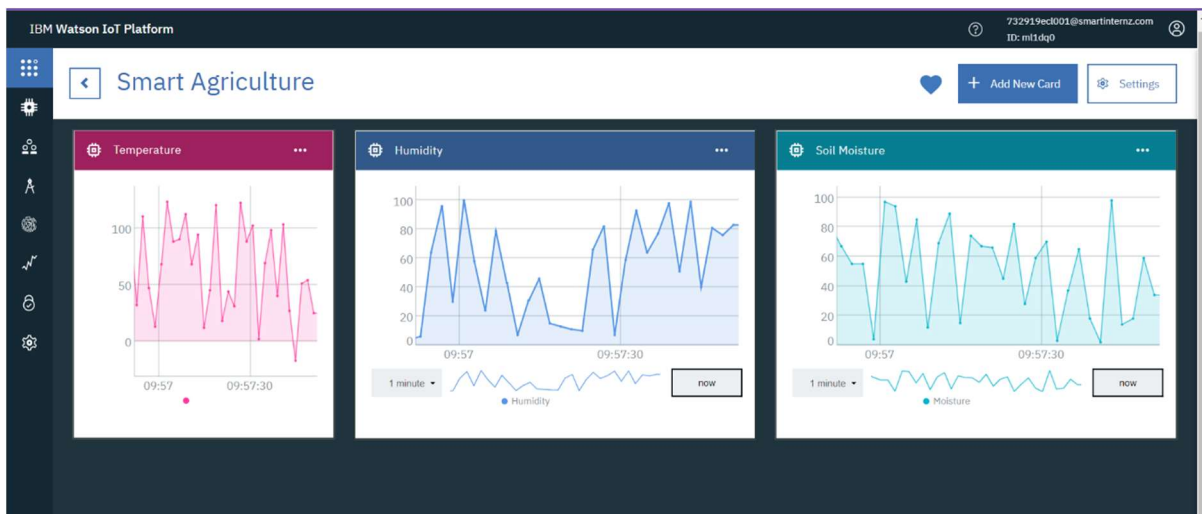 IBM Watson IoT Platform
732919ecl001@smartinternz.com
ID: ml1dq0
Smart Agriculture
+ Add New Card
Settings
Temperature
100
50
0
09:57 09:57:30
Humidity
100
80
60
40
20
0
09:57 09:57:30
1 minute
now
Humidity
Soil Moisture
100
80
60
40
20
0
09:57 09:57:30
1 minute
now
Moisture